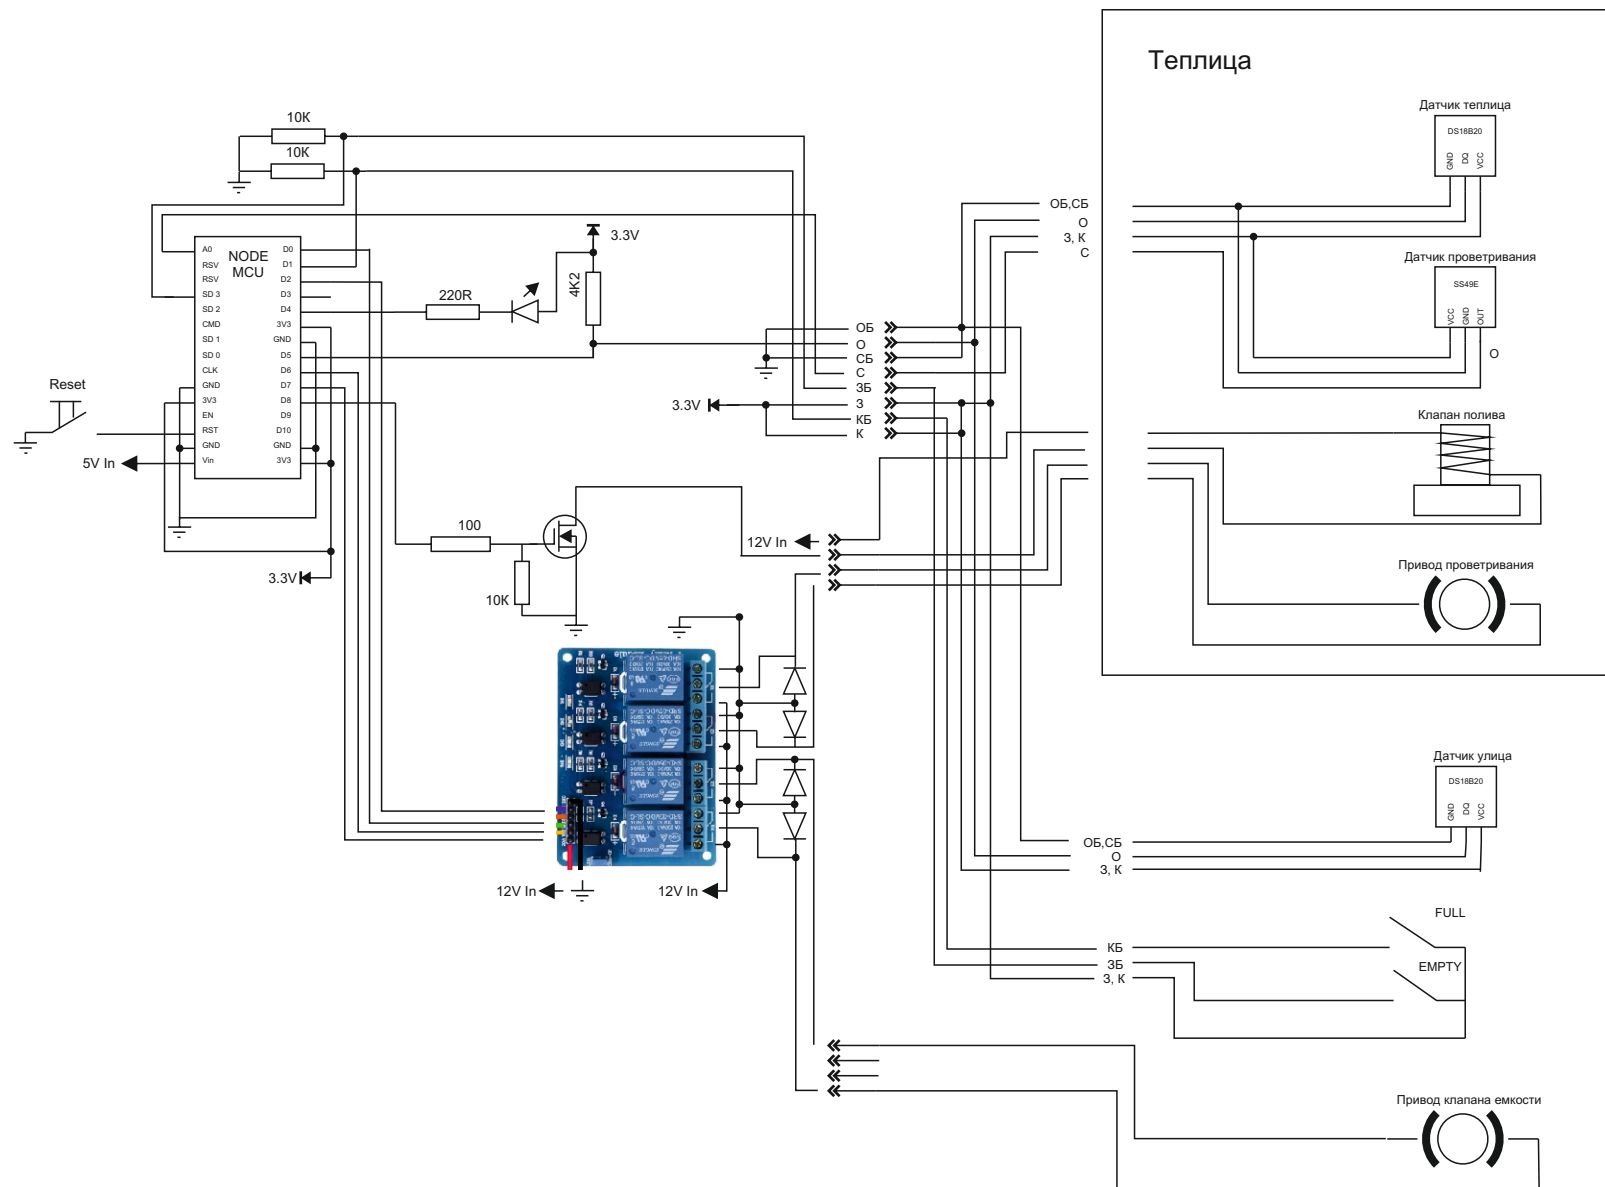 Теплица
Датчик теплица
DS18B20
GND
DQ
VCC
10K
10K
ОБ,СБ
О
З, К
С
3.3V
4K2
220R
NODE
MCU
A0
RSV
RSV
SD 3
SD 2
CMD
SD 1
SD 0
CLK
GND
3V3
EN
RST
GND
Vin
D0
D1
D2
D3
D4
3V3
GND
D5
D6
D7
D8
D9
D10
GND
3V3
Датчик проветривания
SS49E
VCC
GND
OUT
О
ОБ
О
СБ
С
ЗБ
З
КБ
К
3.3V
Reset
5V In
3.3V
Клапан полива
100
10K
12V In
Привод проветривания
12V In
12V In
Датчик улица
DS18B20
GND
DQ
VCC
ОБ,СБ
О
З, К
FULL
КБ
ЗБ
EMPTY
З, К
Привод клапана емкости